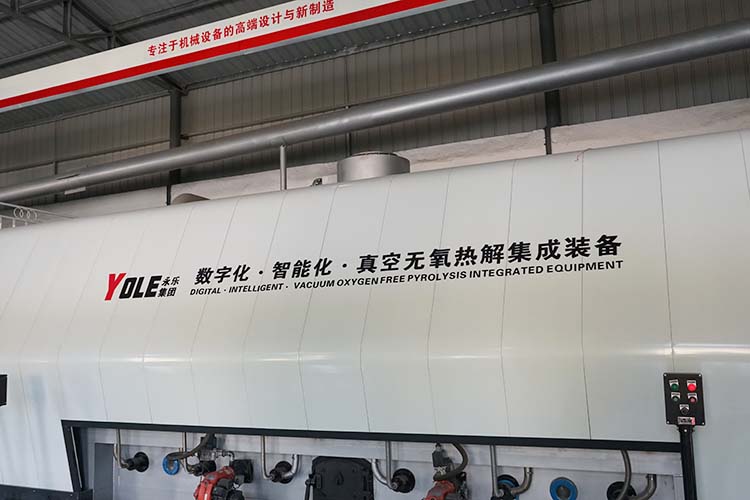 专注于机械设备的高端设计与新制造
YOLE 永乐集团
数字化·智能化·真空无氧热解集成装备
DIGITAL · INTELLIGENT · VACUUM OXYGEN FREE PYROLYSIS INTEGRATED EQUIPMENT